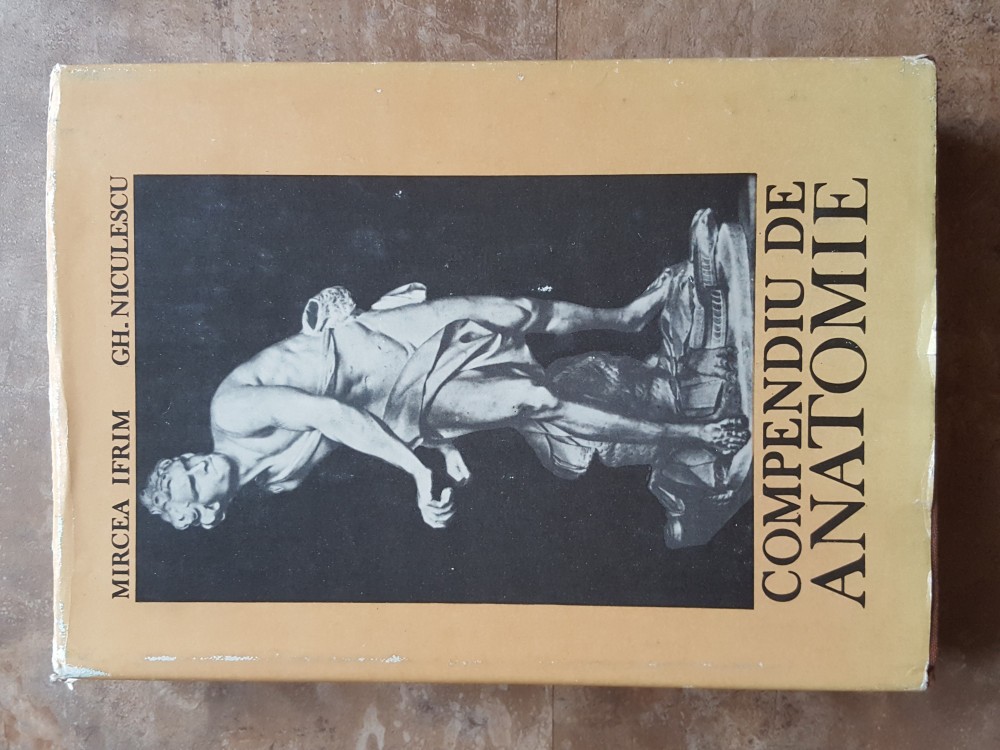 MIRCEA IFRIM GH. NICULESCU
COMPENDIU DE
ANATOMIE